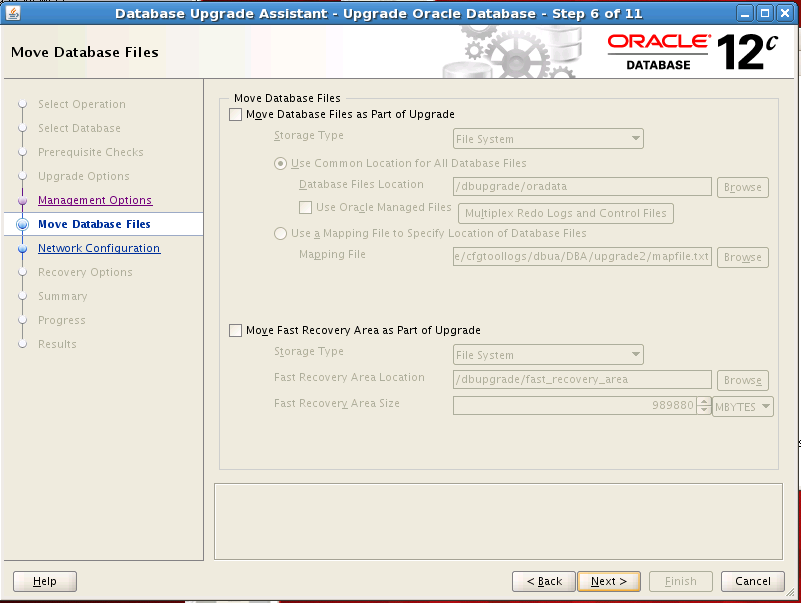 Database Upgrade Assistant - Upgrade Oracle Database - Step 6 of 11
Move Database Files
ORACLE®
DATABASE
12c
Select Operation
Select Database
Prerequisite Checks
Upgrade Options
Management Options
Move Database Files
Network Configuration
Recovery Options
Summary
Progress
Results
Move Database Files
Move Database Files as Part of Upgrade
Storage Type File System
Use Common Location for All Database Files
Database Files Location /dbupgrade/oradata Browse
Use Oracle Managed Files Multiplex Redo Logs and Control Files
Use a Mapping File to Specify Location of Database Files
Mapping File e/cfgtoollogs/dbua/DBA/upgrade2/mapfile.txt Browse
Move Fast Recovery Area as Part of Upgrade
Storage Type File System
Fast Recovery Area Location /dbupgrade/fast_recovery_area Browse
Fast Recovery Area Size 989880 MBYTES
Help < Back Next > Finish Cancel